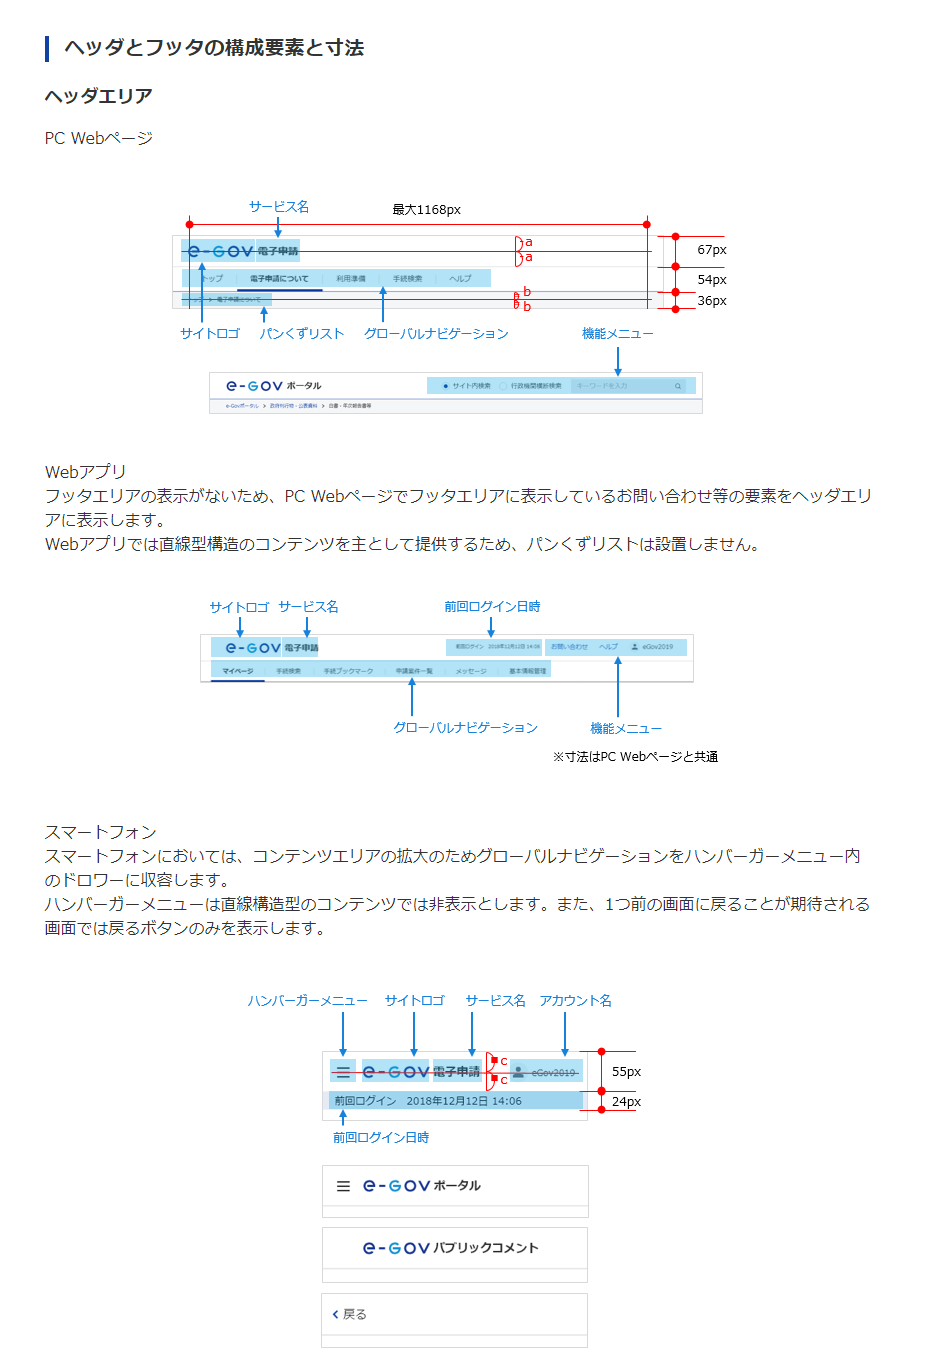 ヘッダとフッタの構成要素と寸法
ヘッダエリア
PC Webページ
サービス名
最大1168px
e-GOV 電子申請
a
a
67px
トップ 電子申請について 利用準備 手続検索 ヘルプ
54px
トップ > 電子申請について
b
b
36px
サイトロゴ パンくずリスト グローバルナビゲーション 機能メニュー
e-GOV ポータル サイト内検索 行政機関横断検索 キーワードを入力
e-Govポータル > 政府刊行物・公表資料 > 白書・年次報告書等
Webアプリ
フッタエリアの表示がないため、PC Webページでフッタエリアに表示しているお問い合わせ等の要素をヘッダエリ
アに表示します。
Webアプリでは直線型構造のコンテンツを主として提供するため、パンくずリストは設置しません。
サイトロゴ サービス名 前回ログイン日時
e-GOV 電子申請 前回ログイン 2018年12月12日 14:06 お問い合わせ ヘルプ eGov2019
マイページ 手続検索 手続ブックマーク 申請案件一覧 メッセージ 基本情報管理
グローバルナビゲーション 機能メニュー
※寸法はPC Webページと共通
スマートフォン
スマートフォンにおいては、コンテンツエリアの拡大のためグローバルナビゲーションをハンバーガーメニュー内
のドロワーに収容します。
ハンバーガーメニューは直線構造型のコンテンツでは非表示とします。また、1つ前の画面に戻ることが期待される
画面では戻るボタンのみを表示します。
ハンバーガーメニュー サイトロゴ サービス名 アカウント名
c
e-GOV 電子申請 eGov2019
c
55px
前回ログイン 2018年12月12日 14:06
24px
前回ログイン日時
e-GOV ポータル
e-GOV パブリックコメント
戻る